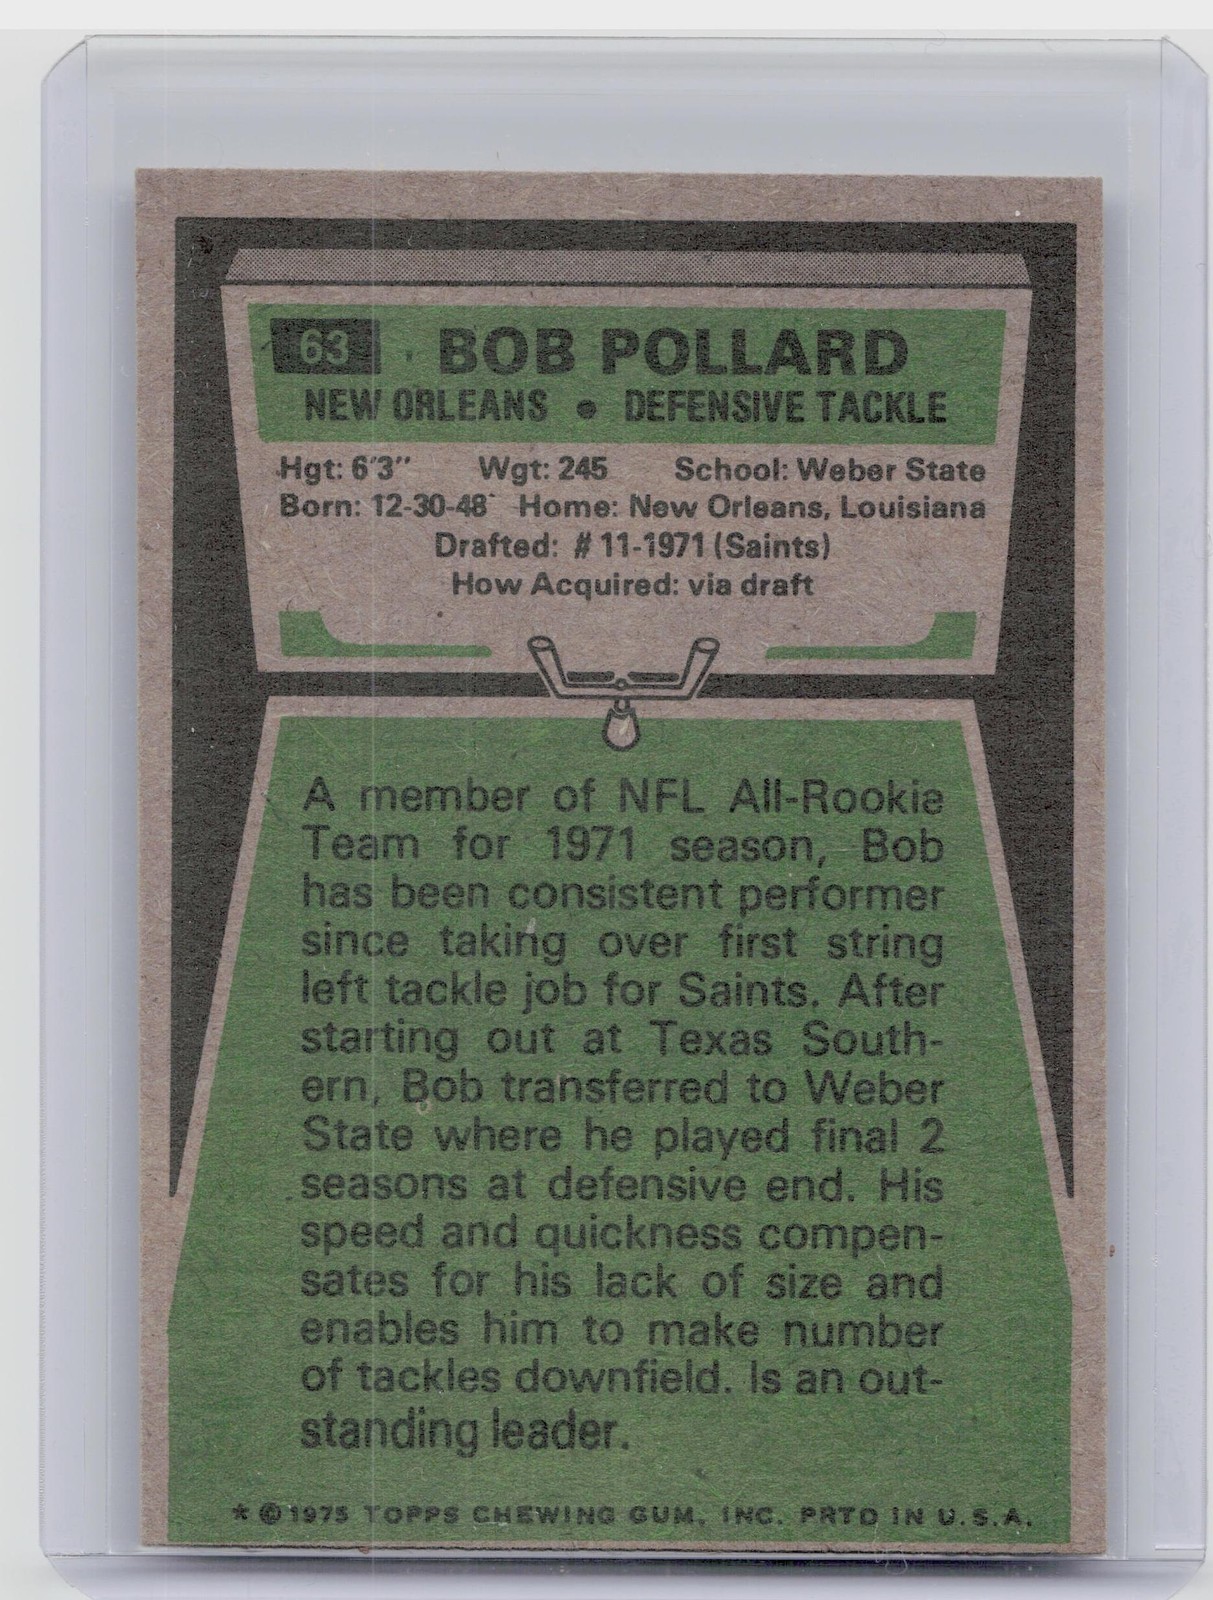 63 BOB POLLARD
NEW ORLEANS • DEFENSIVE TACKLE
Hgt: 6'3" Wgt: 245 School: Weber State
Born: 12-30-48 Home: New Orleans, Louisiana
Drafted: # 11-1971 (Saints)
How Acquired: via draft
A member of NFL All-Rookie
Team for 1971 season, Bob
has been consistent performer
since taking over first string
left tackle job for Saints. After
starting out at Texas South-
ern, Bob transferred to Weber
State where he played final 2
seasons at defensive end. His
speed and quickness compen-
sates for his lack of size and
enables him to make number
of tackles downfield. Is an out-
standing leader.
* © 1975 TOPPS CHEWING GUM, INC. PRTD IN U.S.A.